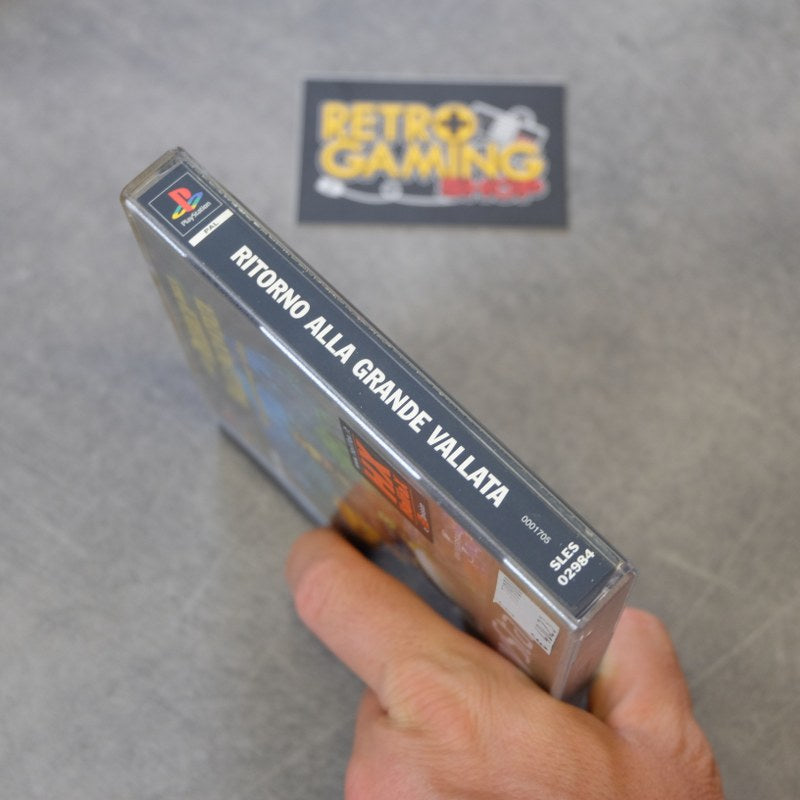 RETRO
GAMING
SHOP
PlayStation
PAL
RITORNO ALLA GRANDE VALLATA
0001705
SLES
02984